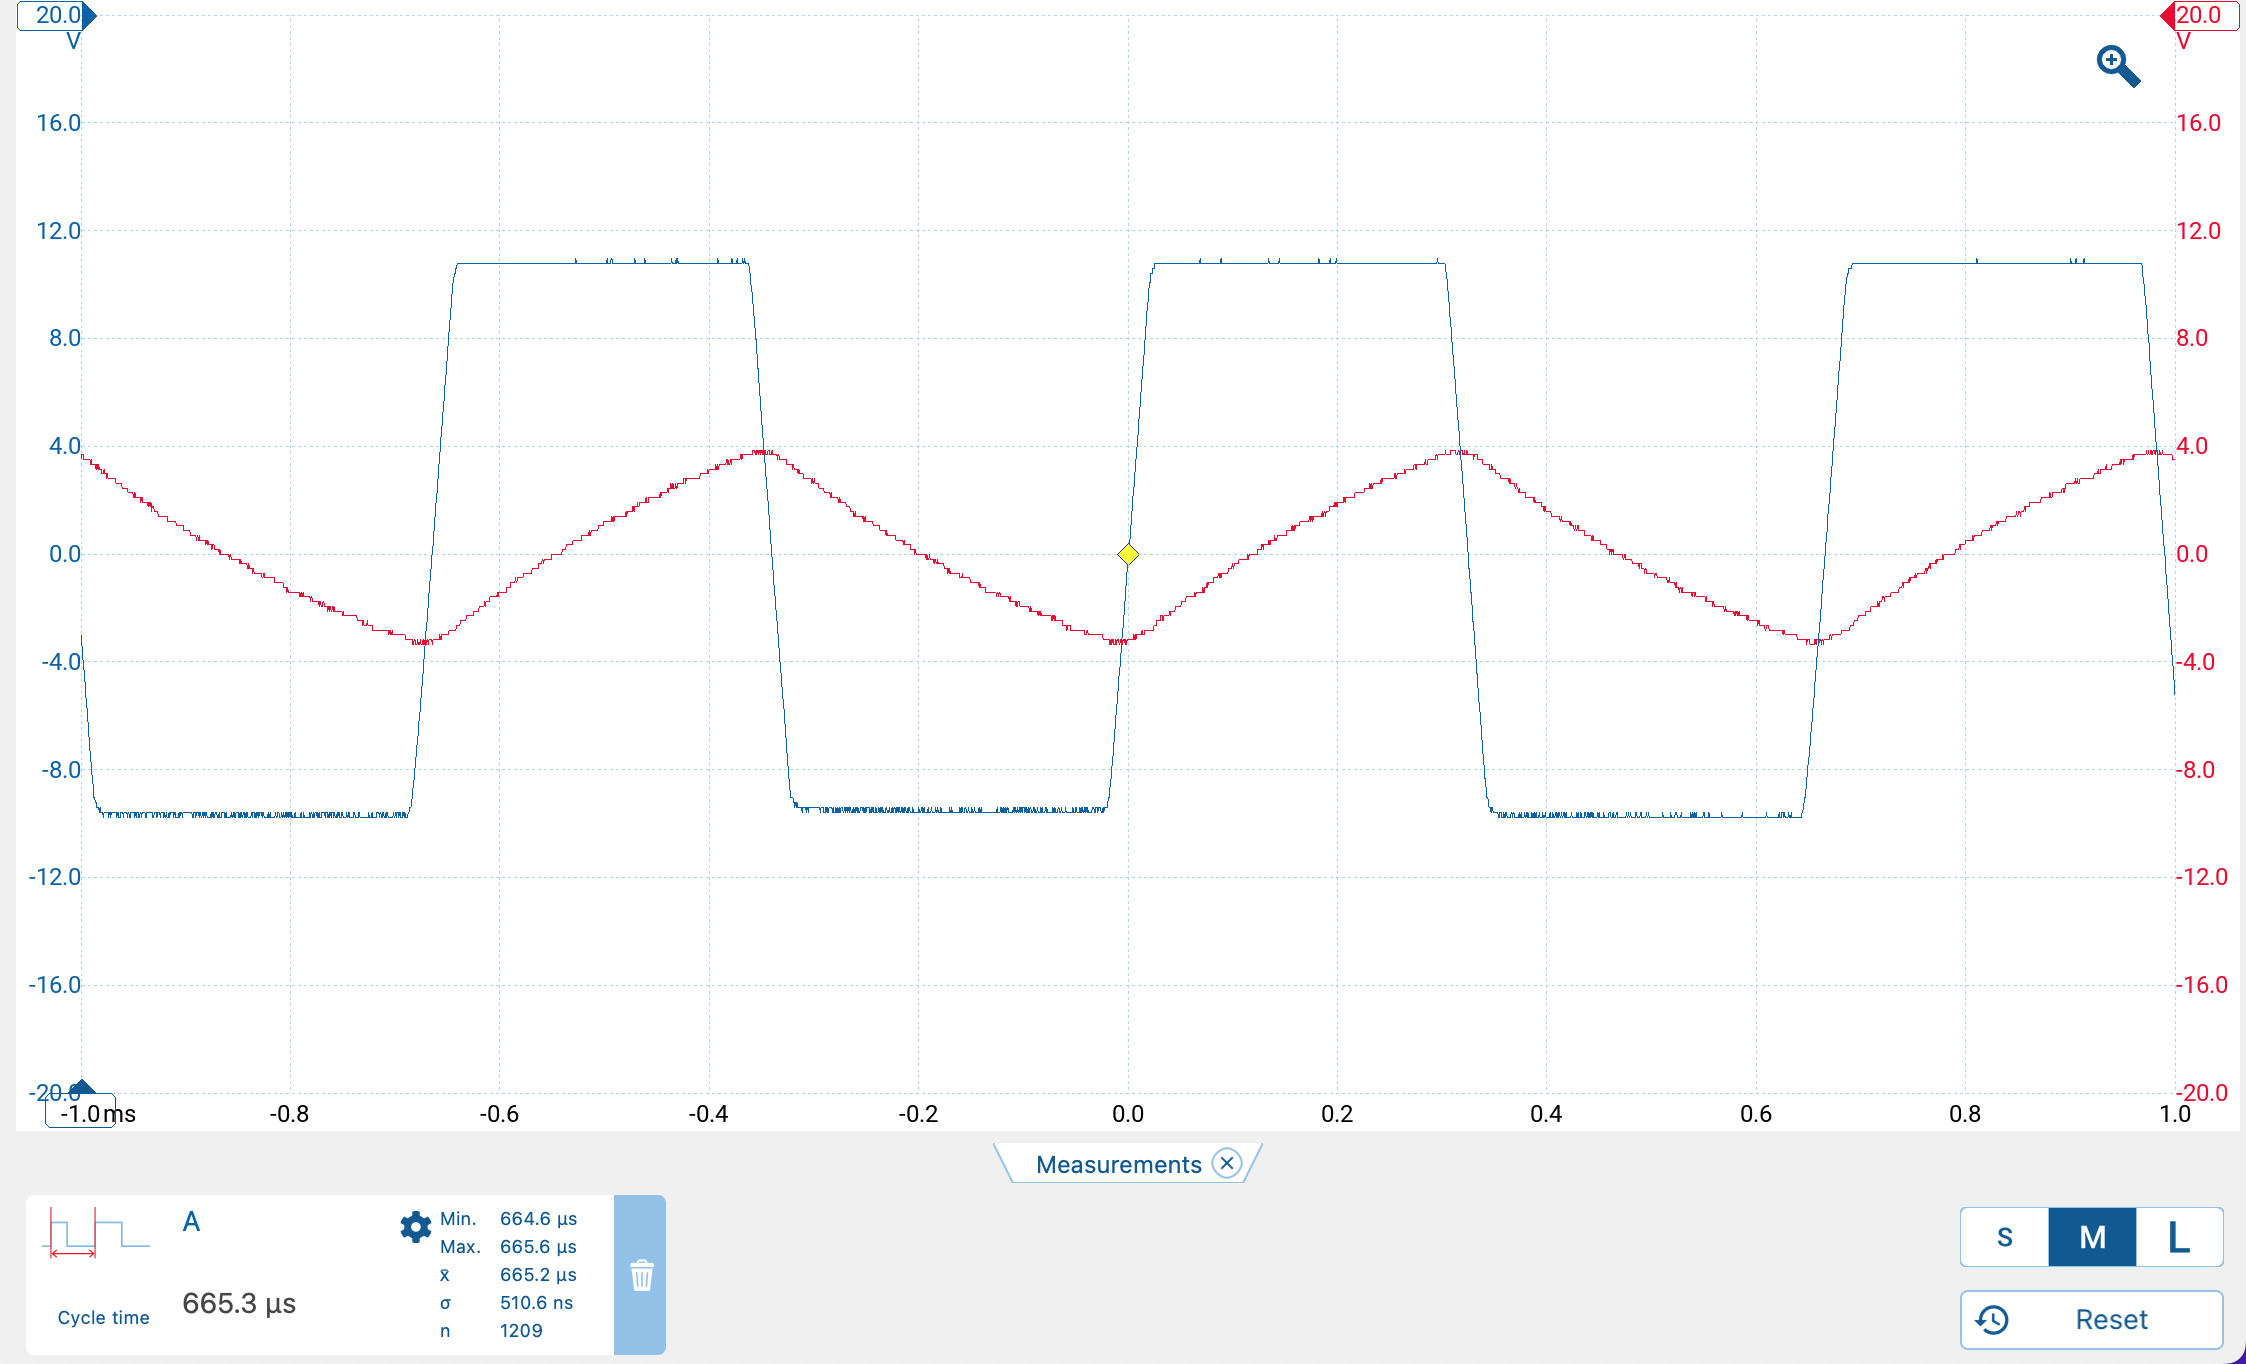 20.0
V
16.0
12.0
8.0
4.0
0.0
-4.0
-8.0
-12.0
-16.0
-20.0
20.0
V
16.0
12.0
8.0
4.0
0.0
-4.0
-8.0
-12.0
-16.0
-20.0
-1.0 ms -0.8 -0.6 -0.4 -0.2 0.0 0.2 0.4 0.6 0.8 1.0
Measurements
A
Cycle time
665.3 µs
Min. 664.6 µs
Max. 665.6 µs
x̄ 665.2 µs
σ 510.6 ns
n 1209
S M L
Reset